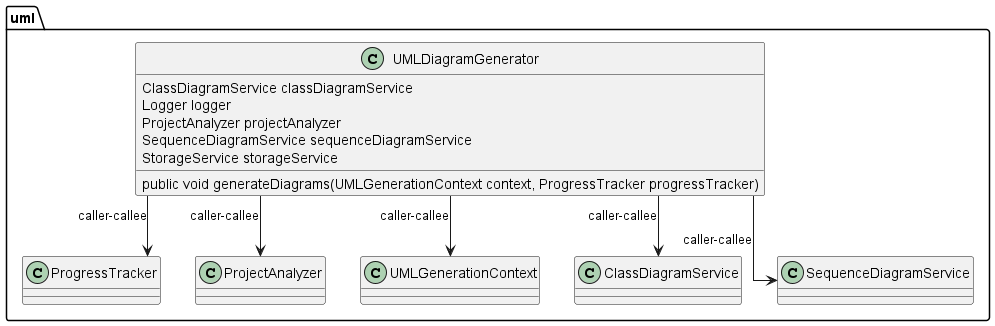 uml
C UMLDiagramGenerator
ClassDiagramService classDiagramService
Logger logger
ProjectAnalyzer projectAnalyzer
SequenceDiagramService sequenceDiagramService
StorageService storageService
public void generateDiagrams(UMLGenerationContext context, ProgressTracker progressTracker)
caller-callee
caller-callee
caller-callee
caller-callee
caller-callee
C ProgressTracker
C ProjectAnalyzer
C UMLGenerationContext
C ClassDiagramService
C SequenceDiagramService